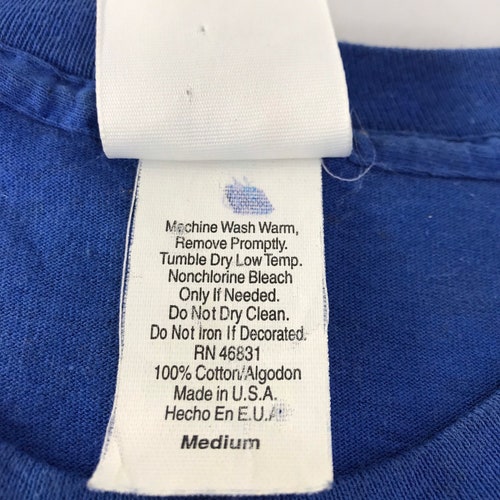 Machine Wash Warm,
Remove Promptly.
Tumble Dry Low Temp.
Nonchlorine Bleach
Only If Needed.
Do Not Dry Clean.
Do Not Iron If Decorated.
RN 46831
100% Cotton/Algodon
Made in U.S.A.
Hecho En E.U.A.
Medium